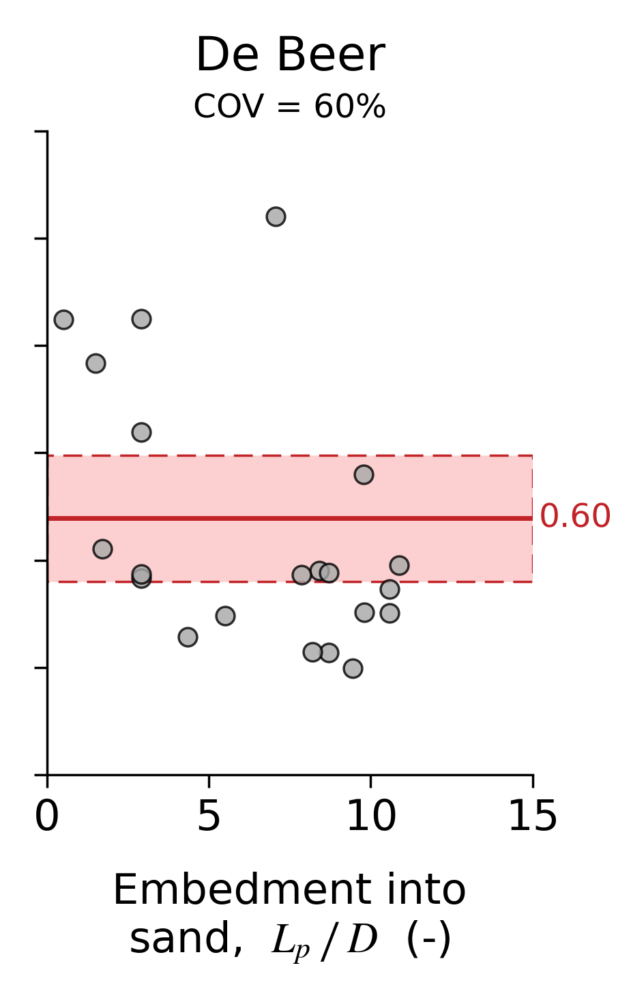 De Beer
COV = 60%
0.60
0 5 10 15
Embedment into
sand, Lp / D (-)